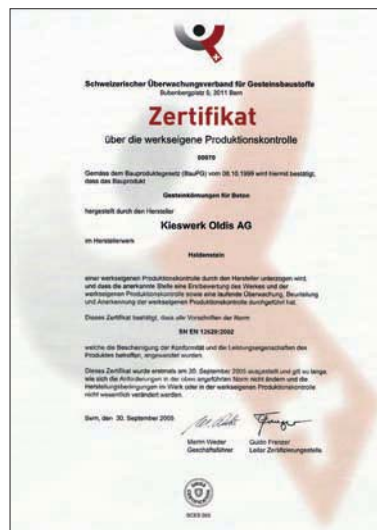 Schweizerischer Überwachungsverband für Gesteinsbaustoffe
Bubenbergplatz 9, 3011 Bern
Zertifikat
über die werkseigene Produktionskontrolle
Gemäss dem Bauproduktegesetz (BauPG) vom 08.10.1999 wird hiermit bestätigt,
dass das Bauprodukt
Gesteinskörnungen für Beton
hergestellt durch den Hersteller
Kieswerk Oldis AG
im Herstellerwerk
Haldenstein
einer werkseigenen Produktionskontrolle durch den Hersteller unterzogen wird,
und dass die anerkannte Stelle eine Erstbewertung des Werkes und der
werkseigenen Produktionskontrolle sowie eine laufende Überwachung, Beurteilung
und Anerkennung der werkseigenen Produktionskontrolle durchgeführt hat.
Dieses Zertifikat bestätigt, dass alle Vorschriften der Norm
SN EN 12620:2002
welche die Bescheinigung der Konformität und die Leistungseigenschaften des
Produktes betreffen, angewendet wurden.
Dieses Zertifikat wurde erstmals am 30. September 2005 ausgestellt und gilt so lange,
wie sich die Anforderungen in der oben angeführten Norm nicht ändern und die
Herstellungsbedingungen im Werk oder in der werkseigenen Produktionskontrolle
nicht wesentlich verändert werden.
Bern, den 30. September 2005
Martin Weder Guido Frenzer
Geschäftsführer Leiter Zertifizierungsstelle